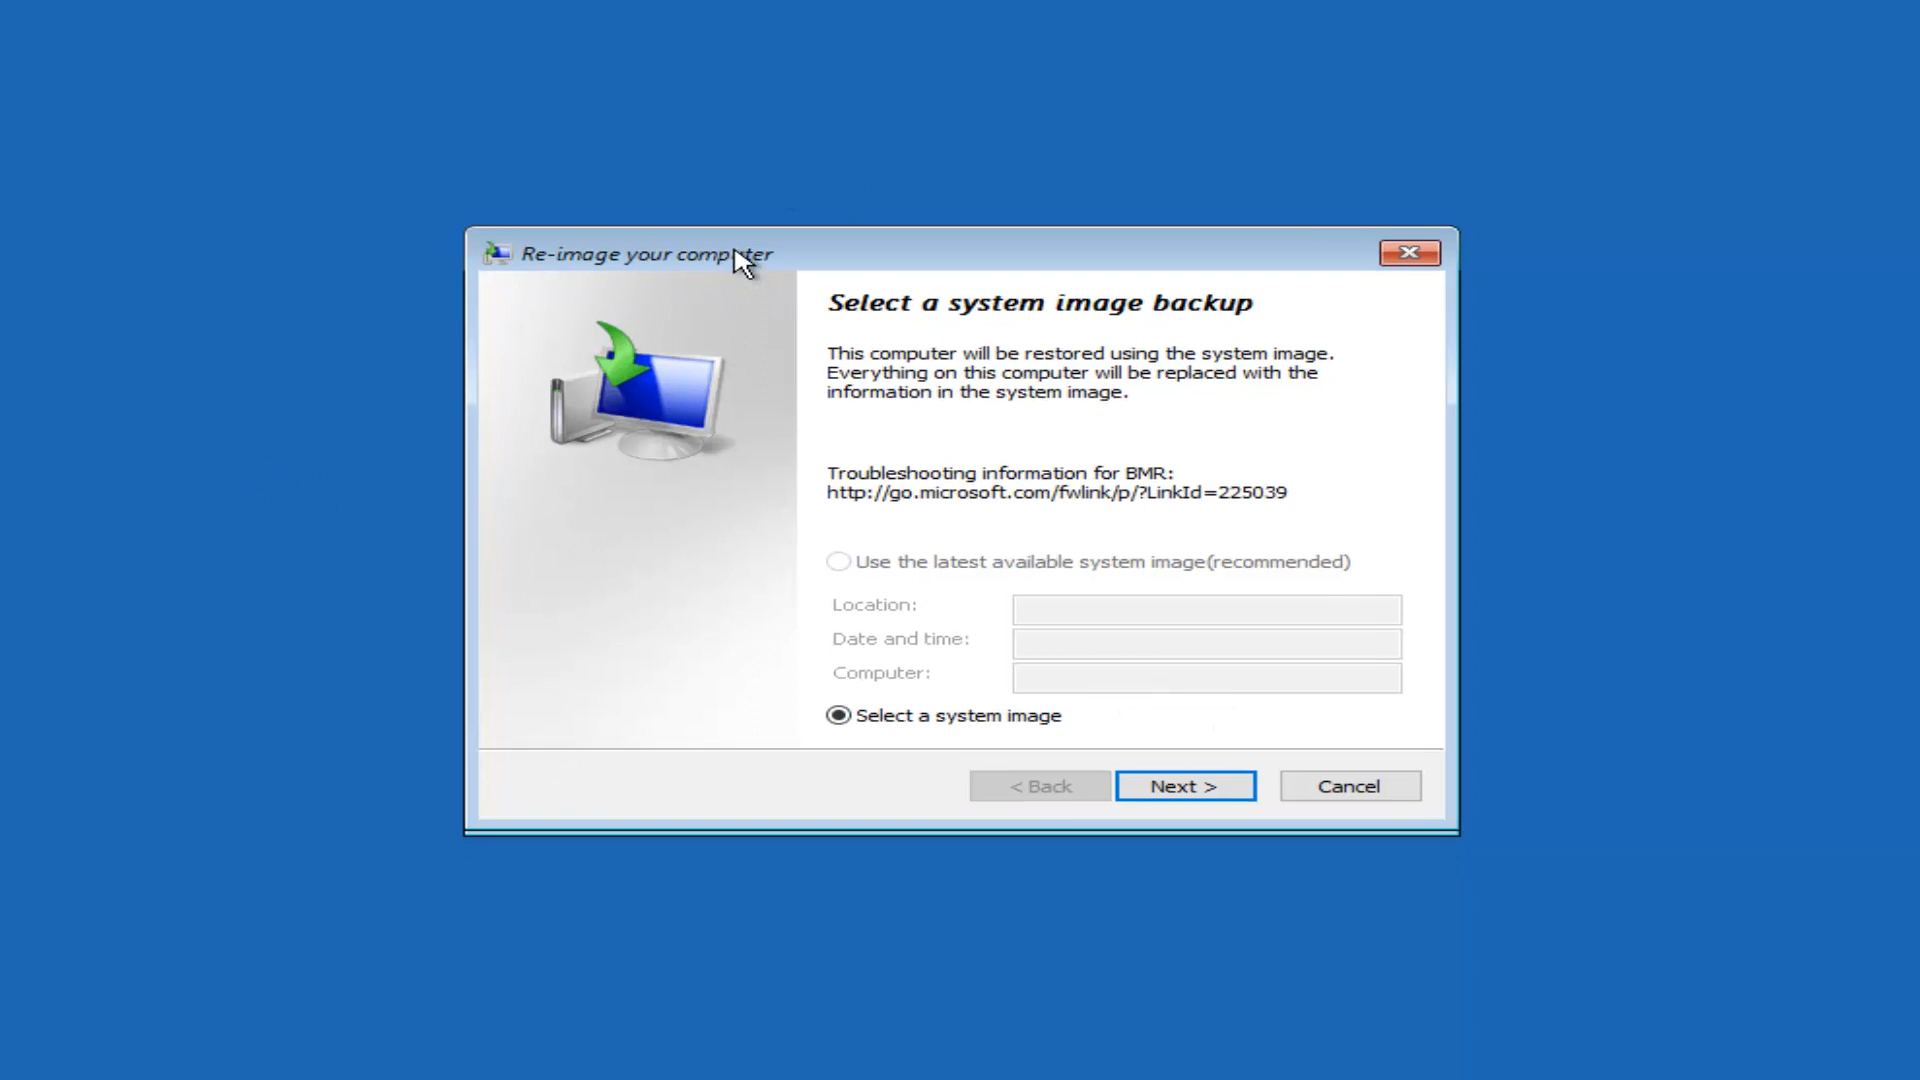 Re-image your computer
Select a system image backup
This computer will be restored using the system image.
Everything on this computer will be replaced with the
information in the system image.
Troubleshooting information for BMR:
http://go.microsoft.com/fwlink/p/?LinkId=225039
Use the latest available system image(recommended)
Location:
Date and time:
Computer:
Select a system image
< Back
Next >
Cancel